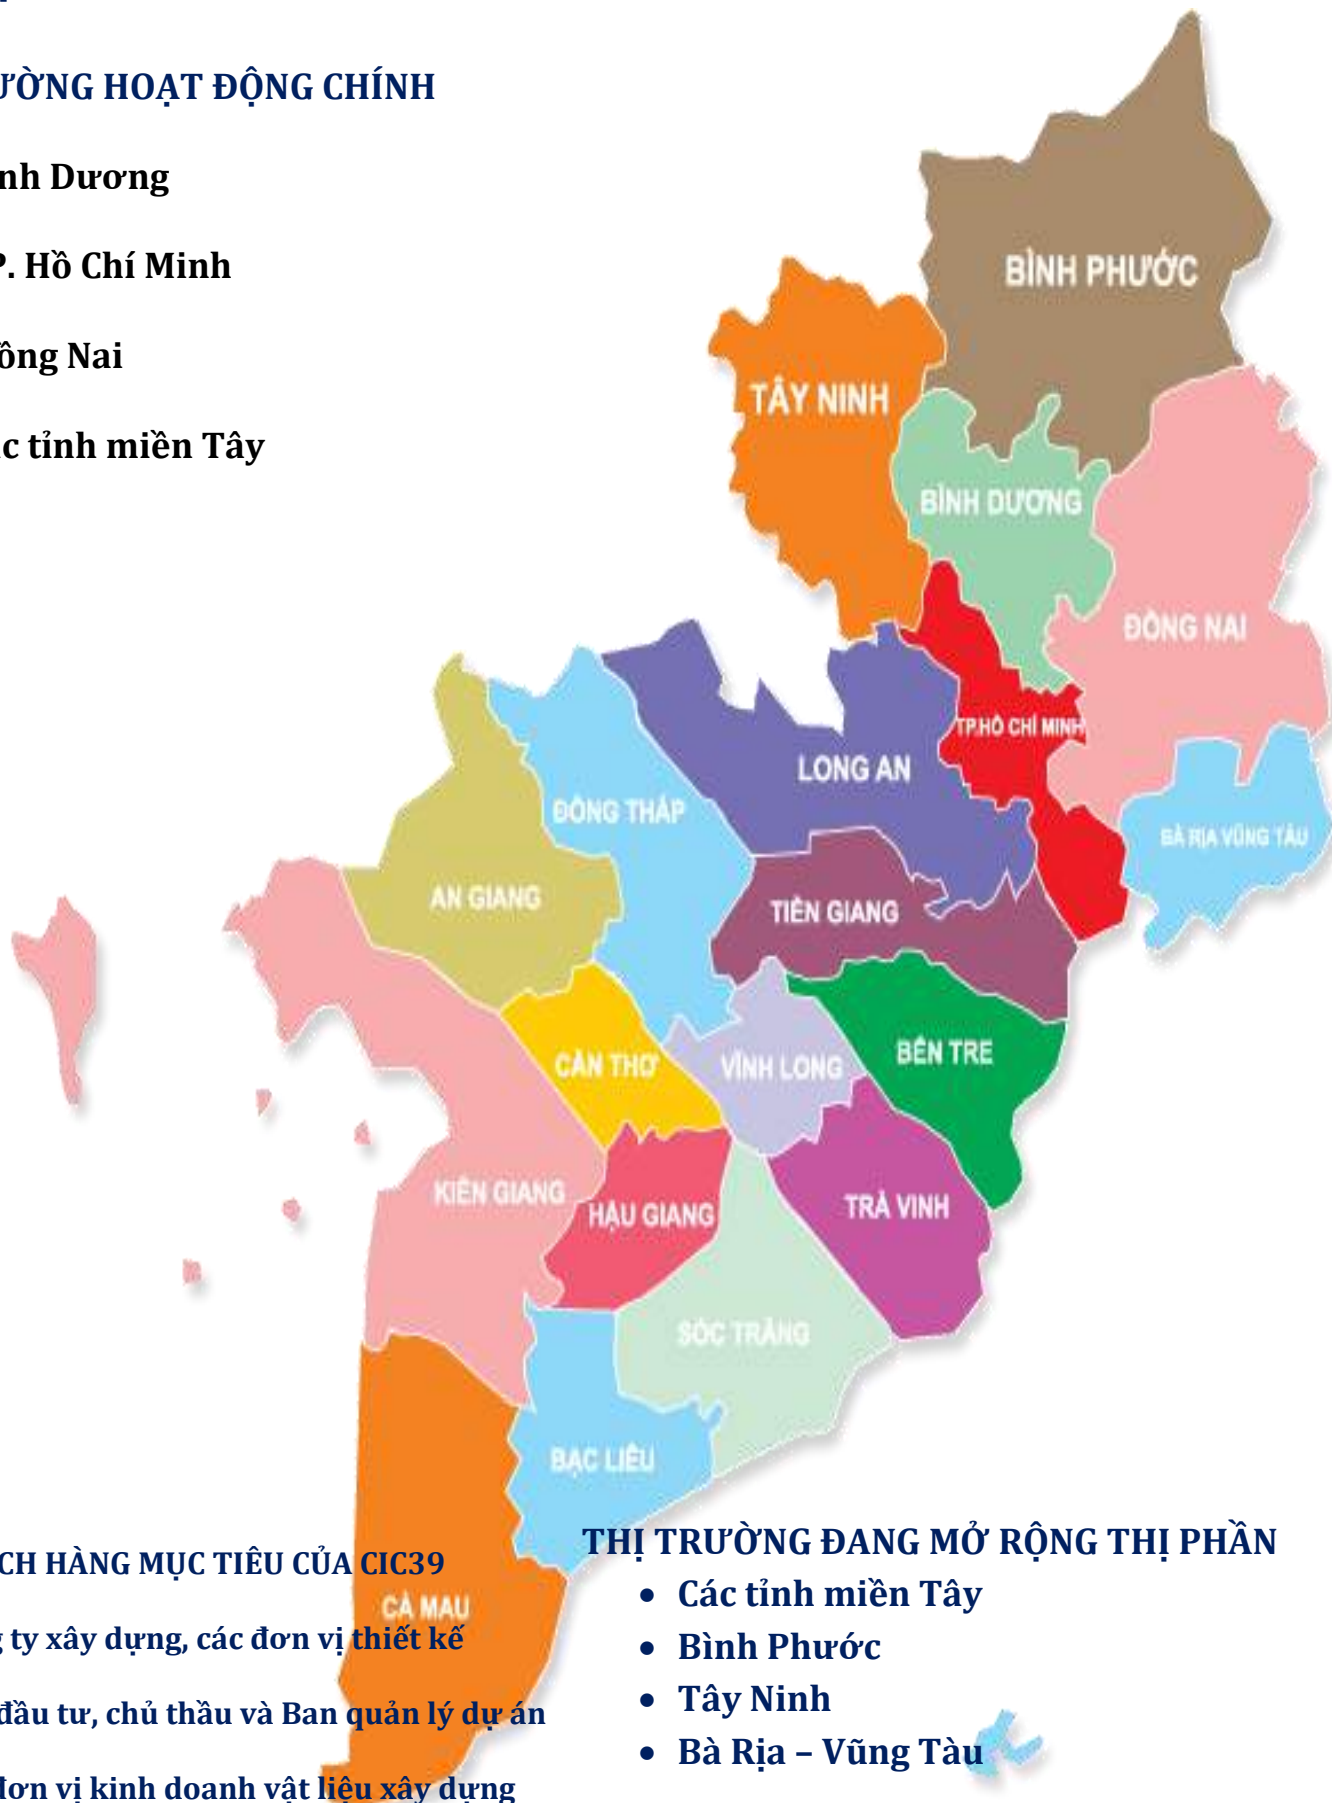 ƯỜNG HOẠT ĐỘNG CHÍNH
nh Dương
P. Hồ Chí Minh
ồng Nai
c tỉnh miền Tây
BÌNH PHƯỚC
TÂY NINH
BÌNH DƯƠNG
ĐỒNG NAI
TP.HỒ CHÍ MINH
LONG AN
ĐỒNG THÁP
BÀ RỊA VŨNG TÀU
AN GIANG
TIỀN GIANG
CẦN THƠ
VĨNH LONG
BẾN TRE
KIÊN GIANG
HẬU GIANG
TRÀ VINH
SÓC TRĂNG
BẠC LIÊU
CÀ MAU
CH HÀNG MỤC TIÊU CỦA CIC39
g ty xây dựng, các đơn vị thiết kế
đầu tư, chủ thầu và Ban quản lý dự án
đơn vị kinh doanh vật liệu xây dựng
THỊ TRƯỜNG ĐANG MỞ RỘNG THỊ PHẦN
• Các tỉnh miền Tây
• Bình Phước
• Tây Ninh
• Bà Rịa – Vũng Tàu